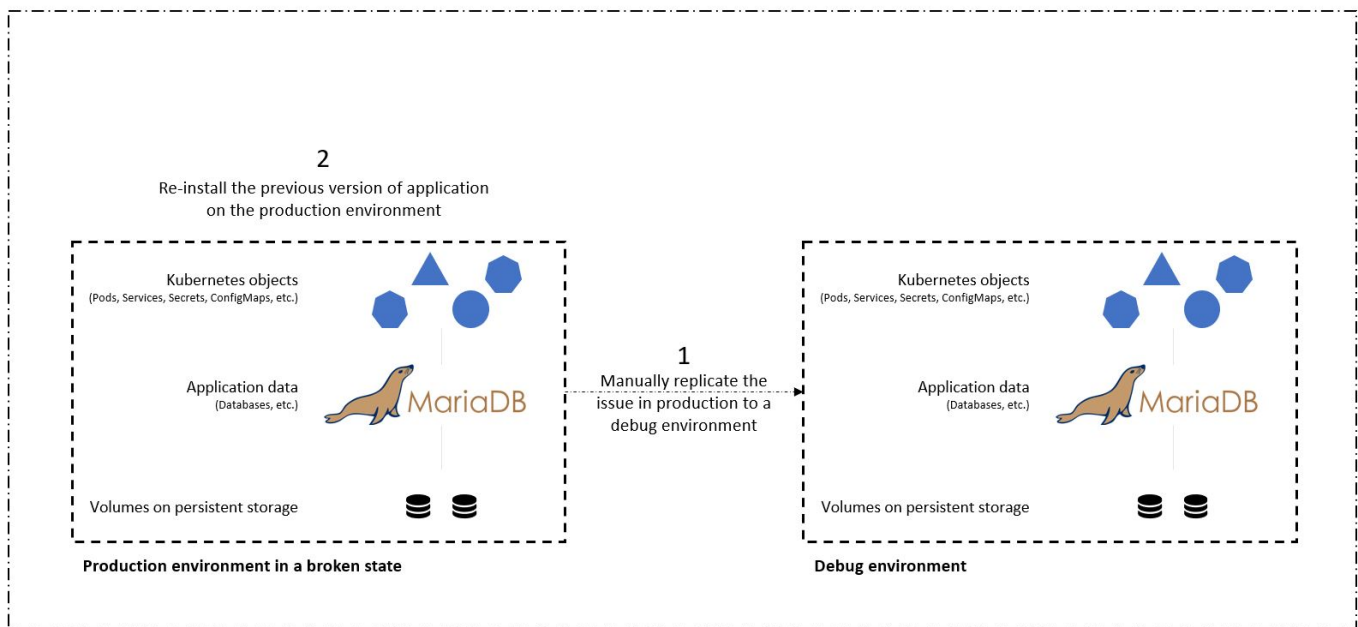 2
Re-install the previous version of application
on the production environment
Kubernetes objects
(Pods, Services, Secrets, ConfigMaps, etc.)
Application data
(Databases, etc.)
MariaDB
Volumes on persistent storage
Production environment in a broken state
1
Manually replicate the
issue in production to a
debug environment
Kubernetes objects
(Pods, Services, Secrets, ConfigMaps, etc.)
Application data
(Databases, etc.)
MariaDB
Volumes on persistent storage
Debug environment